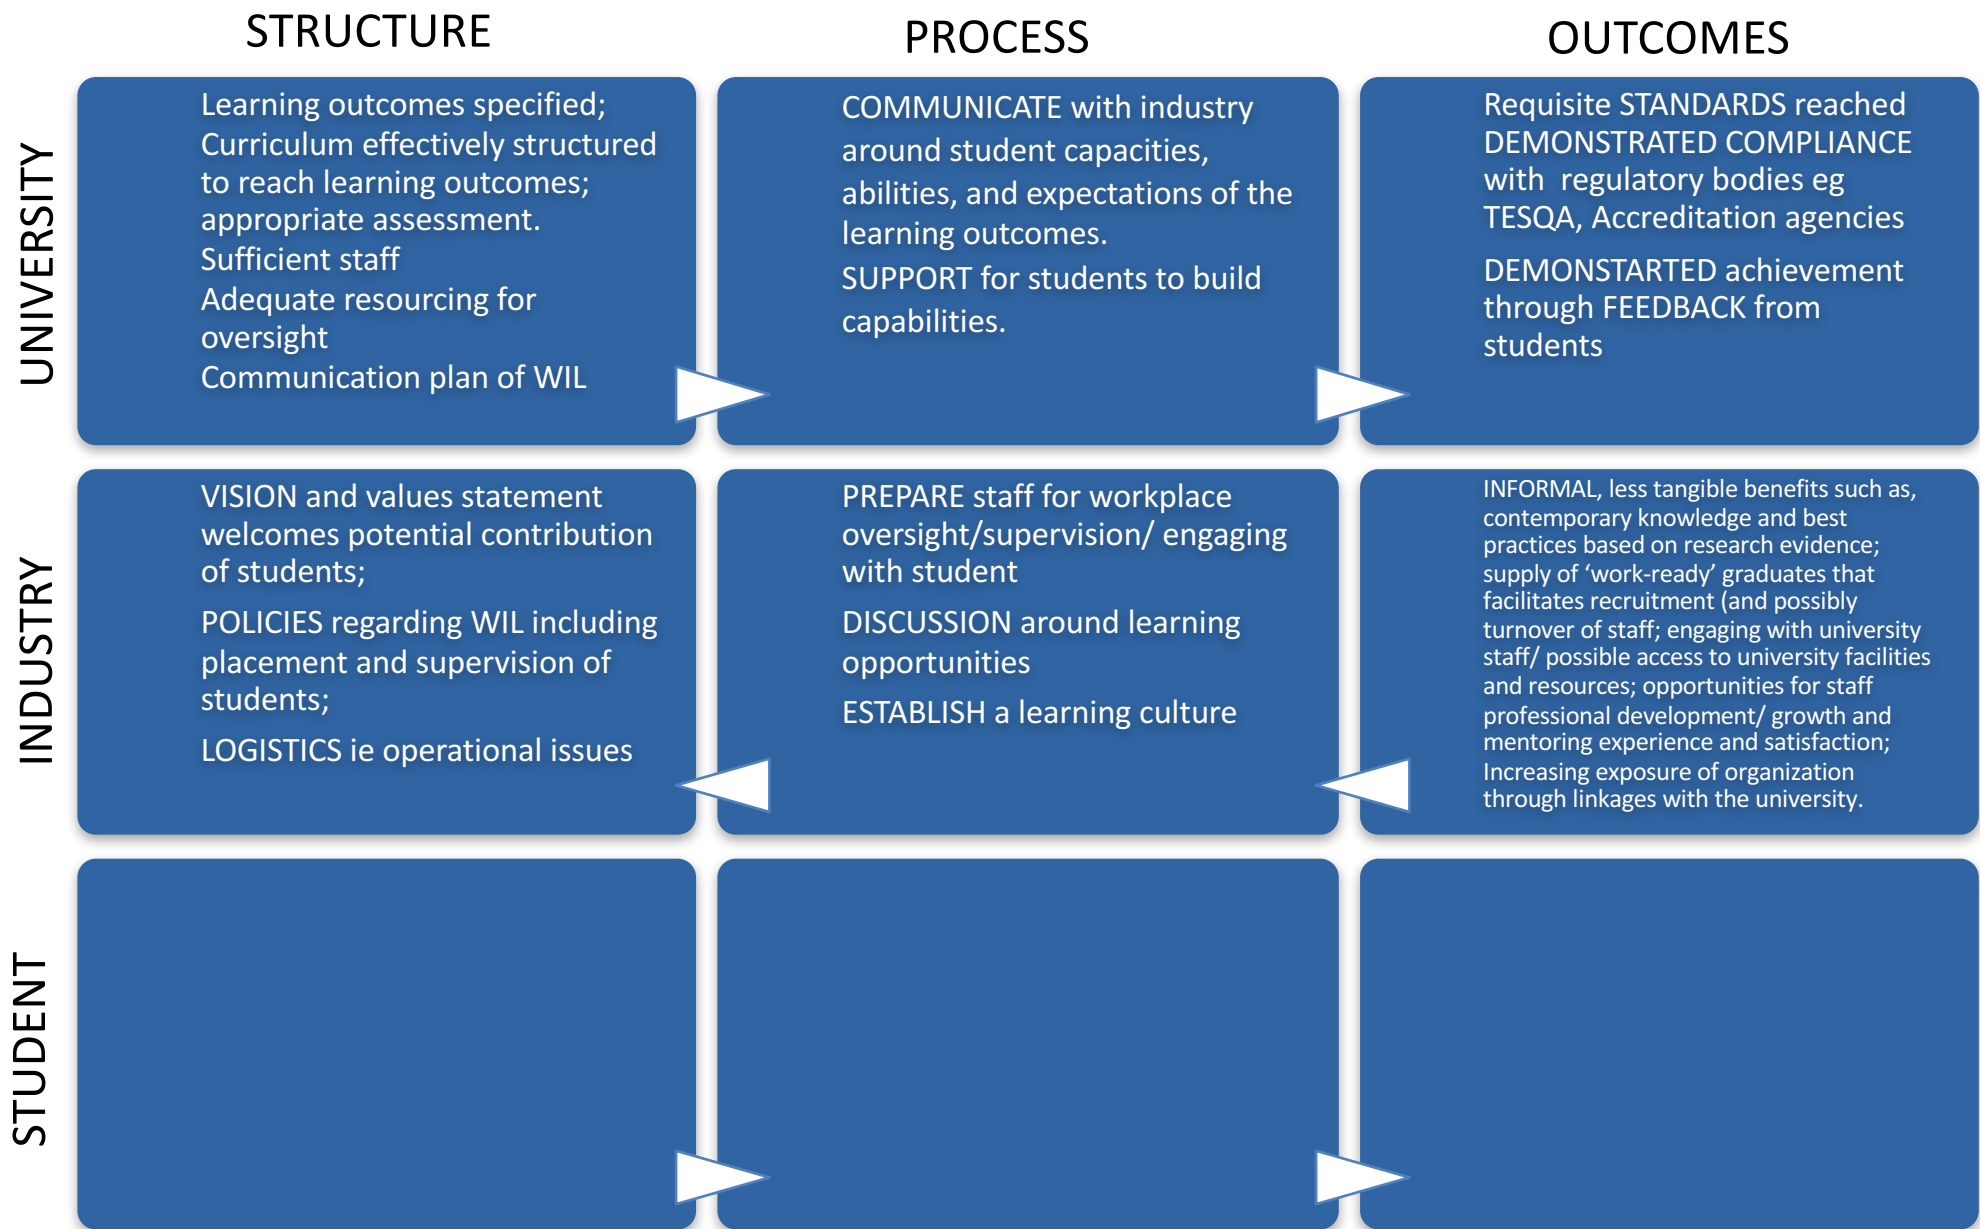 STRUCTURE
PROCESS
OUTCOMES
UNIVERSITY
Learning outcomes specified;
Curriculum effectively structured
to reach learning outcomes;
appropriate assessment.
Sufficient staff
Adequate resourcing for
oversight
Communication plan of WIL
COMMUNICATE with industry
around student capacities,
abilities, and expectations of the
learning outcomes.
SUPPORT for students to build
capabilities.
Requisite STANDARDS reached
DEMONSTRATED COMPLIANCE
with  regulatory bodies eg
TESQA, Accreditation agencies
DEMONSTARTED achievement
through FEEDBACK from
students
INDUSTRY
VISION and values statement
welcomes potential contribution
of students;
POLICIES regarding WIL including
placement and supervision of
students;
LOGISTICS ie operational issues
PREPARE staff for workplace
oversight/supervision/ engaging
with student
DISCUSSION around learning
opportunities
ESTABLISH a learning culture
INFORMAL, less tangible benefits such as,
contemporary knowledge and best
practices based on research evidence;
supply of ‘work-ready’ graduates that
facilitates recruitment (and possibly
turnover of staff; engaging with university
staff/ possible access to university facilities
and resources; opportunities for staff
professional development/ growth and
mentoring experience and satisfaction;
Increasing exposure of organization
through linkages with the university.
STUDENT